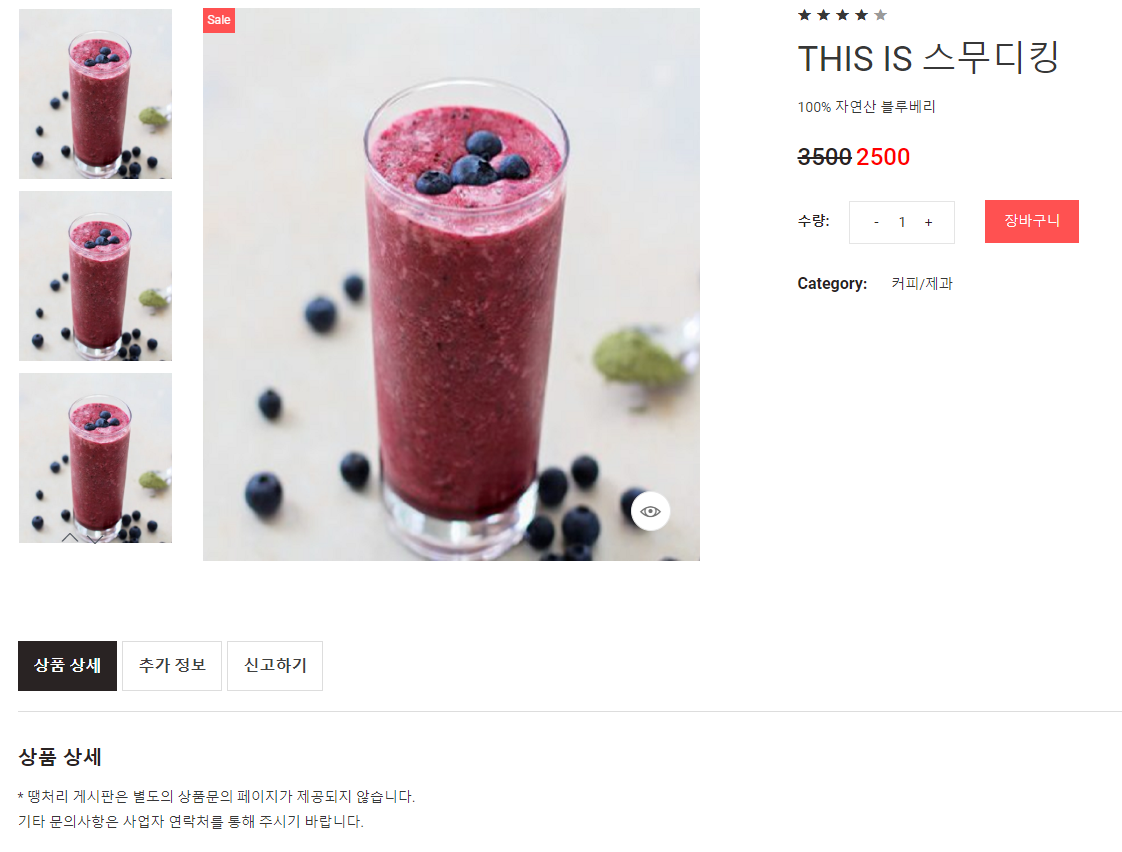 Sale
THIS IS 스무디킹
100% 자연산 블루베리
3500 2500
수량: - 1 + 장바구니
Category: 커피/제과
상품 상세 추가 정보 신고하기
상품 상세
* 땡처리 게시판은 별도의 상품문의 페이지가 제공되지 않습니다.
기타 문의사항은 사업자 연락처를 통해 주시기 바랍니다.